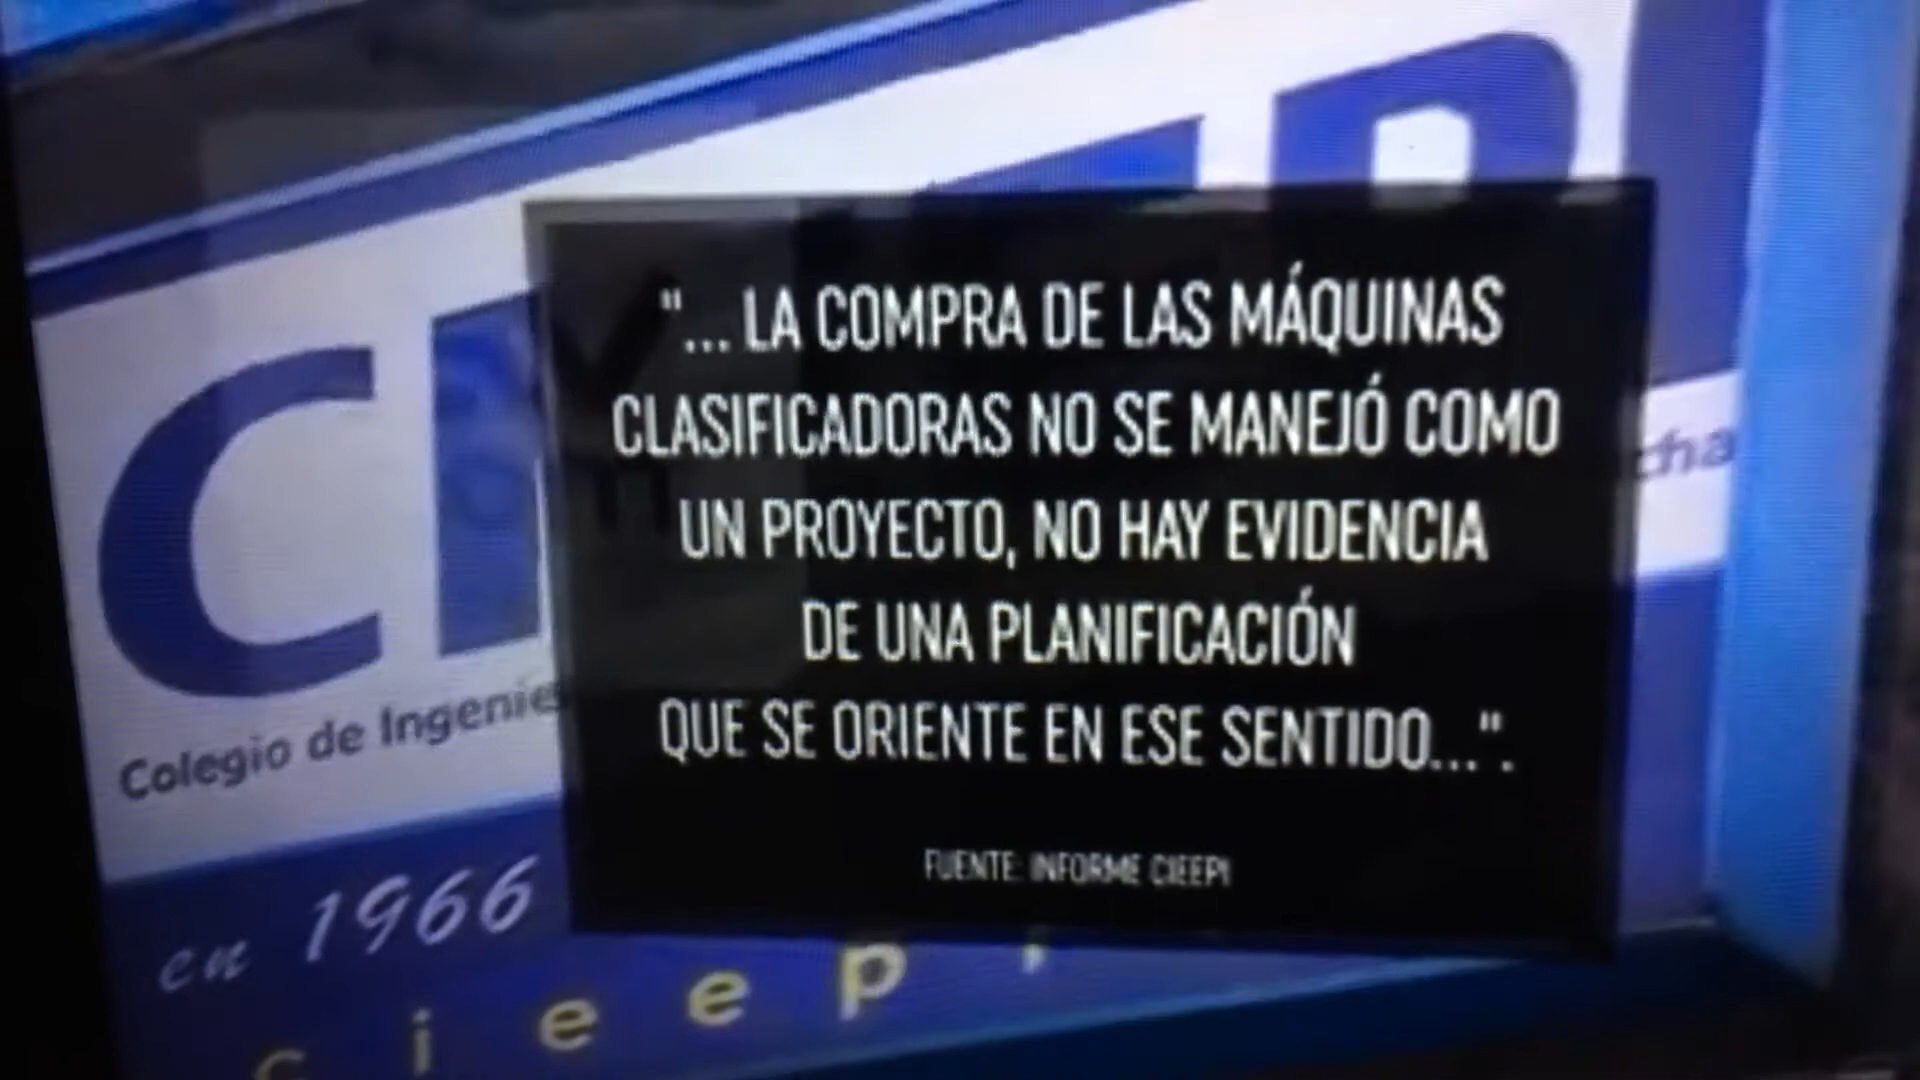 "... LA COMPRA DE LAS MÁQUINAS
CLASIFICADORAS NO SE MANEJÓ COMO
UN PROYECTO, NO HAY EVIDENCIA
DE UNA PLANIFICACIÓN
QUE SE ORIENTE EN ESE SENTIDO...".
FUENTE: INFORME CIEEPI
Colegio de Ingenie
en 1966
cieepi